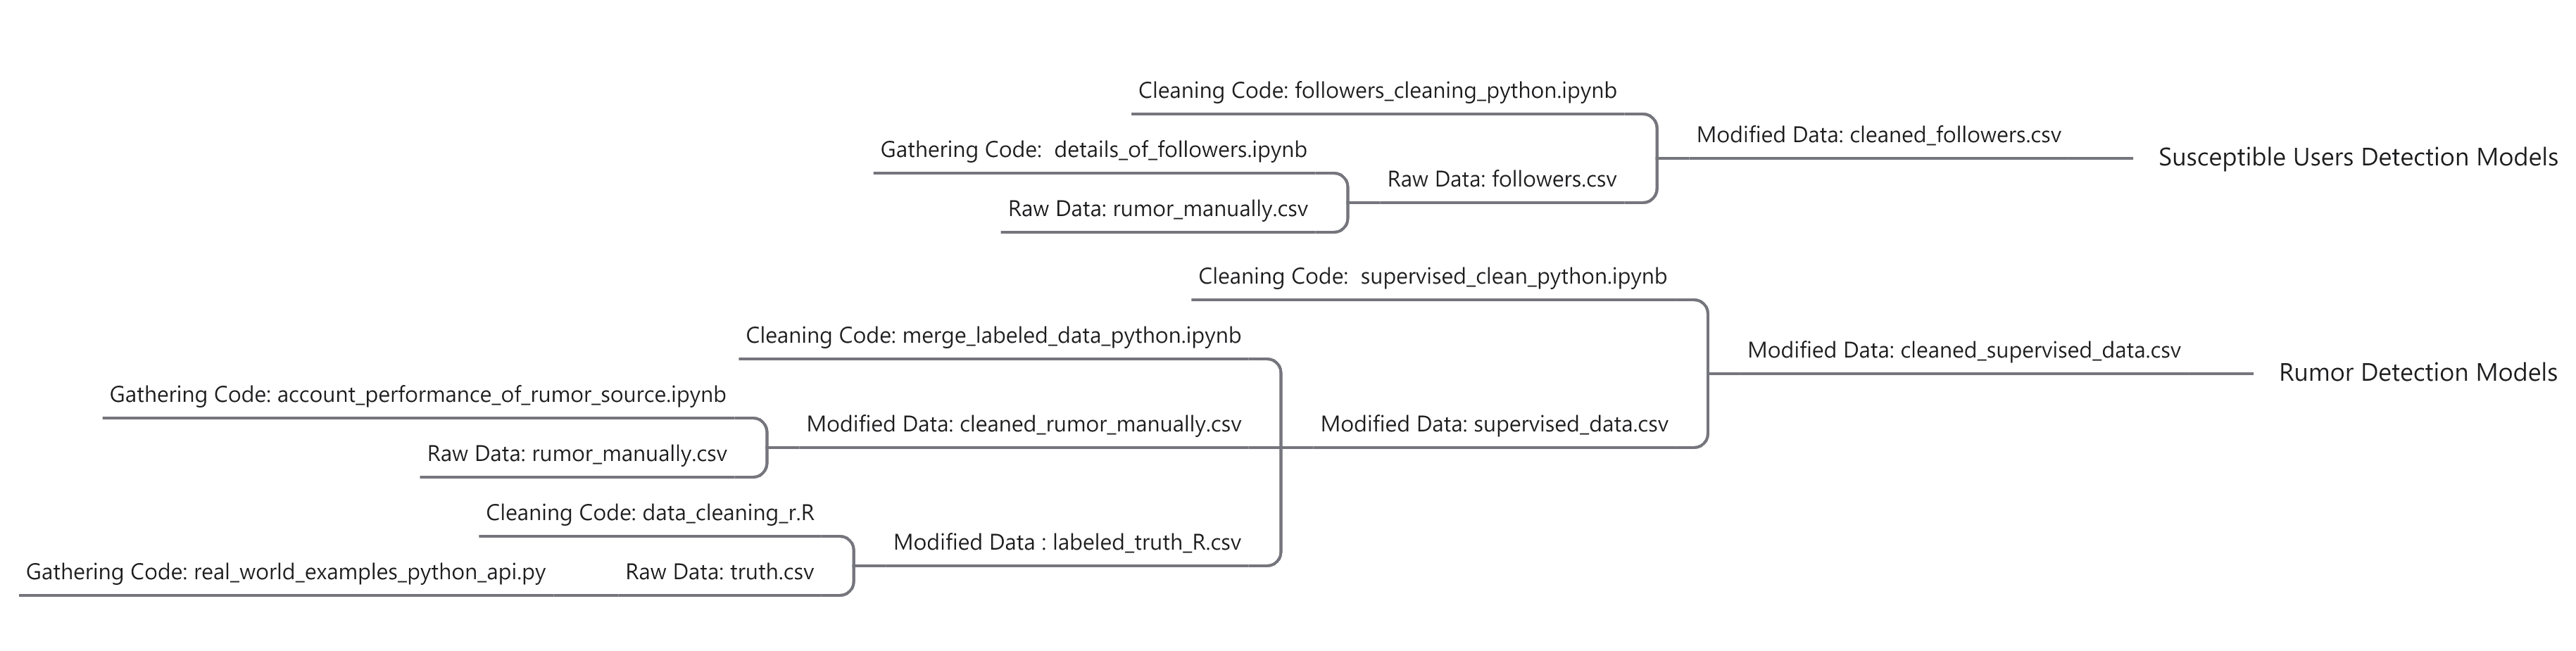 Cleaning Code: followers_cleaning_python.ipynb
Modified Data: cleaned_followers.csv
Gathering Code:  details_of_followers.ipynb
Susceptible Users Detection Models
Raw Data: followers.csv
Raw Data: rumor_manually.csv
Cleaning Code:  supervised_clean_python.ipynb
Cleaning Code: merge_labeled_data_python.ipynb
Modified Data: cleaned_supervised_data.csv
Rumor Detection Models
Gathering Code: account_performance_of_rumor_source.ipynb
Modified Data: cleaned_rumor_manually.csv
Modified Data: supervised_data.csv
Raw Data: rumor_manually.csv
Cleaning Code: data_cleaning_r.R
Modified Data : labeled_truth_R.csv
Gathering Code: real_world_examples_python_api.py
Raw Data: truth.csv